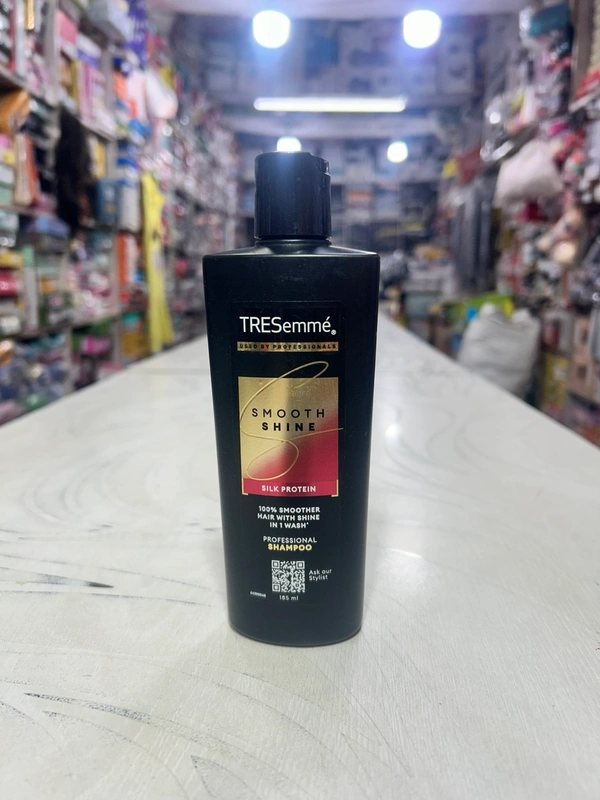 TRESemmé®
USED BY PROFESSIONALS
SMOOTH
SHINE
SILK PROTEIN
100% SMOOTHER
HAIR WITH SHINE
IN 1 WASH*
PROFESSIONAL
SHAMPOO
Ask our
Stylist
185 ml